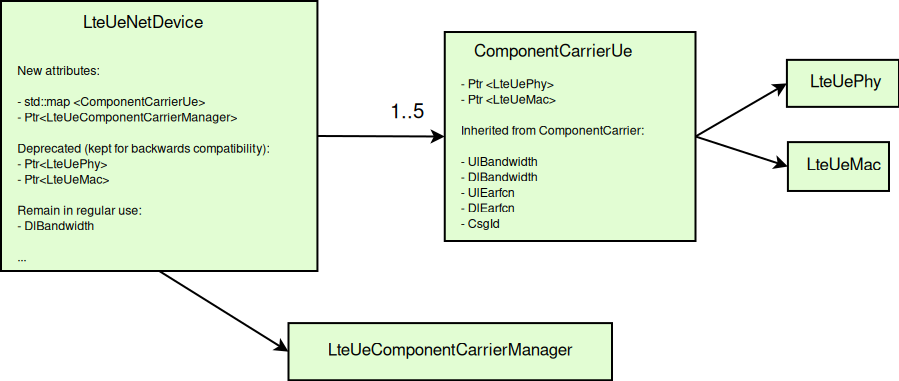 LteUeNetDevice
New attributes:
- std::map <ComponentCarrierUe>
- Ptr<LteUeComponentCarrierManager>
Deprecated (kept for backwards compatibility):
- Ptr<LteUePhy>
- Ptr<LteUeMac>
Remain in regular use:
- DlBandwidth
...
1..5
ComponentCarrierUe
- Ptr <LteUePhy>
- Ptr <LteUeMac>
Inherited from ComponentCarrier:
- UlBandwidth
- DlBandwidth
- UlEarfcn
- DlEarfcn
- CsgId
LteUePhy
LteUeMac
LteUeComponentCarrierManager